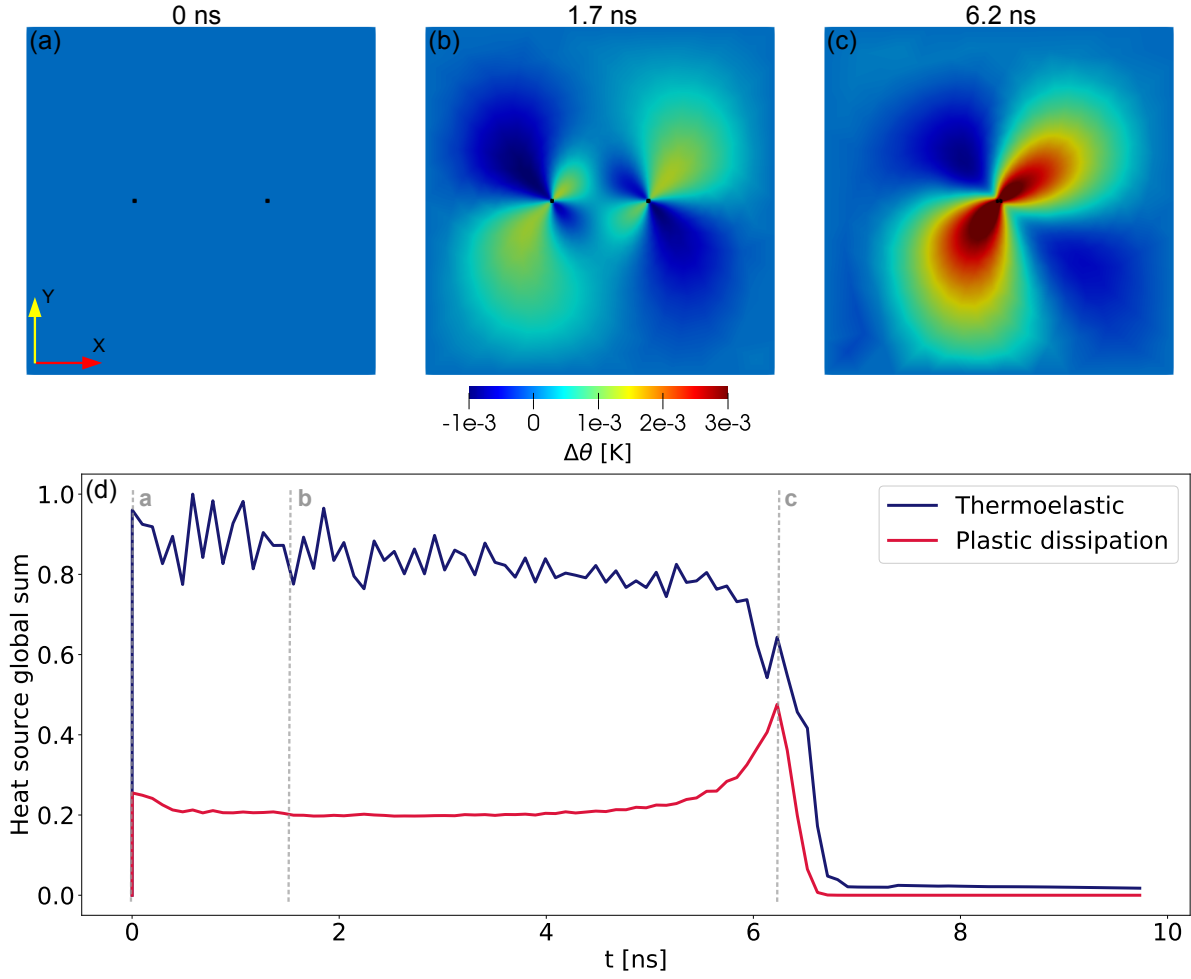 0 ns
1.7 ns
6.2 ns
(a)
(b)
(c)
Y
X
-1e-3 0 1e-3 2e-3 3e-3
Δθ [K]
(d)
a
b
c
Thermoelastic
Plastic dissipation
Heat source global sum
1.0
0.8
0.6
0.4
0.2
0.0
0 2 4 6 8 10
t [ns]